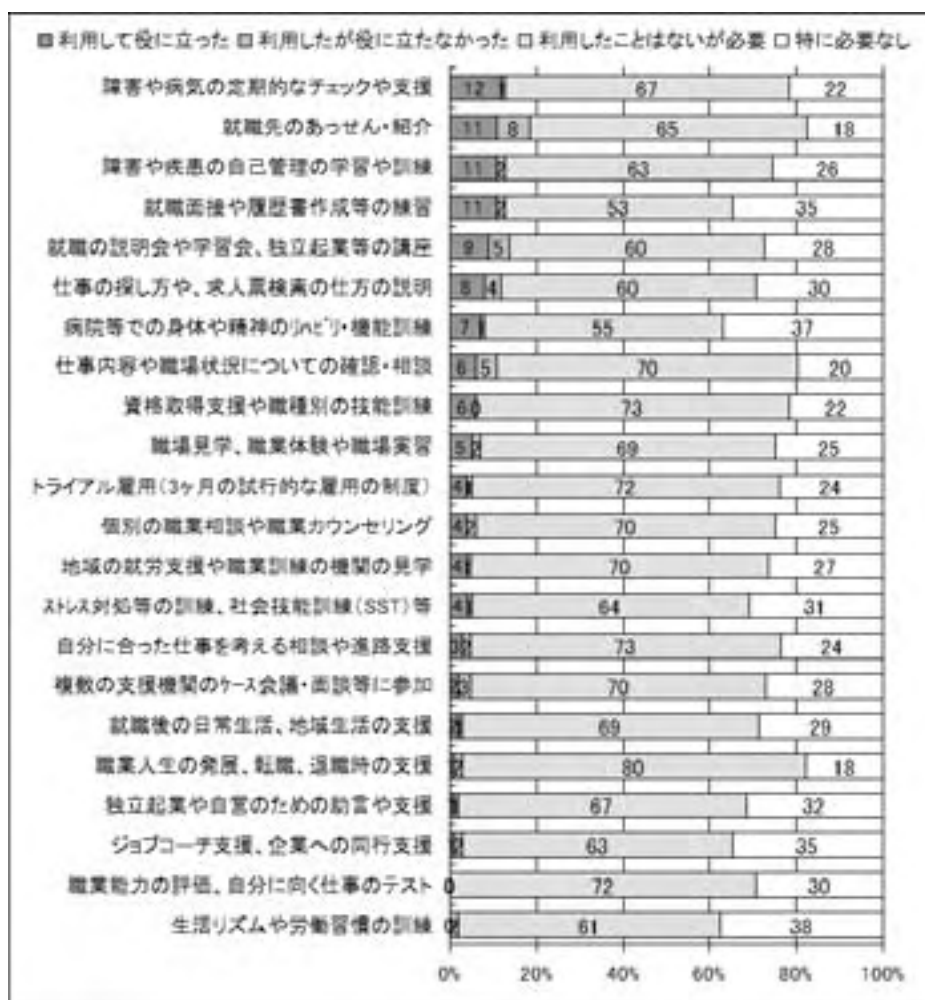 ■利用して役に立った ■利用したが役に立たなかった □利用したことはないが必要 □特に必要なし
障害や病気の定期的なチェックや支援 12 1 67 22
就職先のあっせん・紹介 11 8 65 18
障害や疾患の自己管理の学習や訓練 11 2 63 26
就職面接や履歴書作成等の練習 11 2 53 35
就職の説明会や学習会、独立起業等の講座 9 5 60 28
仕事の探し方や、求人票検索の仕方の説明 8 4 60 30
病院等での身体や精神のリハビリ・機能訓練 7 55 37
仕事内容や職場状況についての確認・相談 6 5 70 20
資格取得支援や職種別の技能訓練 6 0 73 22
職場見学、職業体験や職場実習 5 2 69 25
トライアル雇用(3ヶ月の試行的な雇用の制度) 4 72 24
個別の職業相談や職業カウンセリング 4 2 70 25
地域の就労支援や職業訓練の機関の見学 4 70 27
ストレス対処等の訓練、社会技能訓練(SST)等 4 64 31
自分に合った仕事を考える相談や進路支援 3 2 73 24
複数の支援機関のケース会議・面談等に参加 2 3 70 28
就職後の日常生活、地域生活の支援 69 29
職業人生の発展、転職、退職時の支援 2 80 18
独立起業や自営のための助言や支援 67 32
ジョブコーチ支援、企業への同行支援 2 63 35
職業能力の評価、自分に向く仕事のテスト 0 72 30
生活リズムや労働習慣の訓練 0 2 61 38
0% 20% 40% 60% 80% 100%